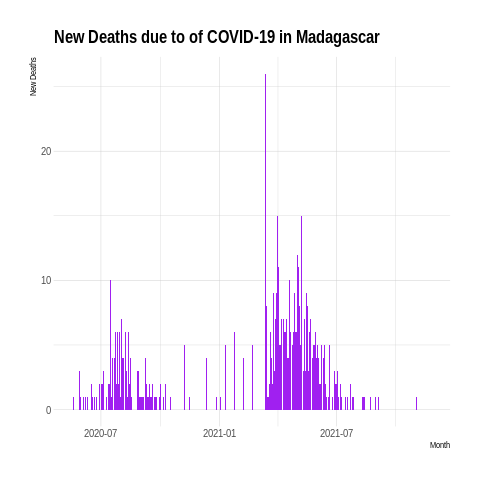 New Deaths due to of COVID-19 in Madagascar
New Deaths
20
10
0
2020-07
2021-01
2021-07
Month